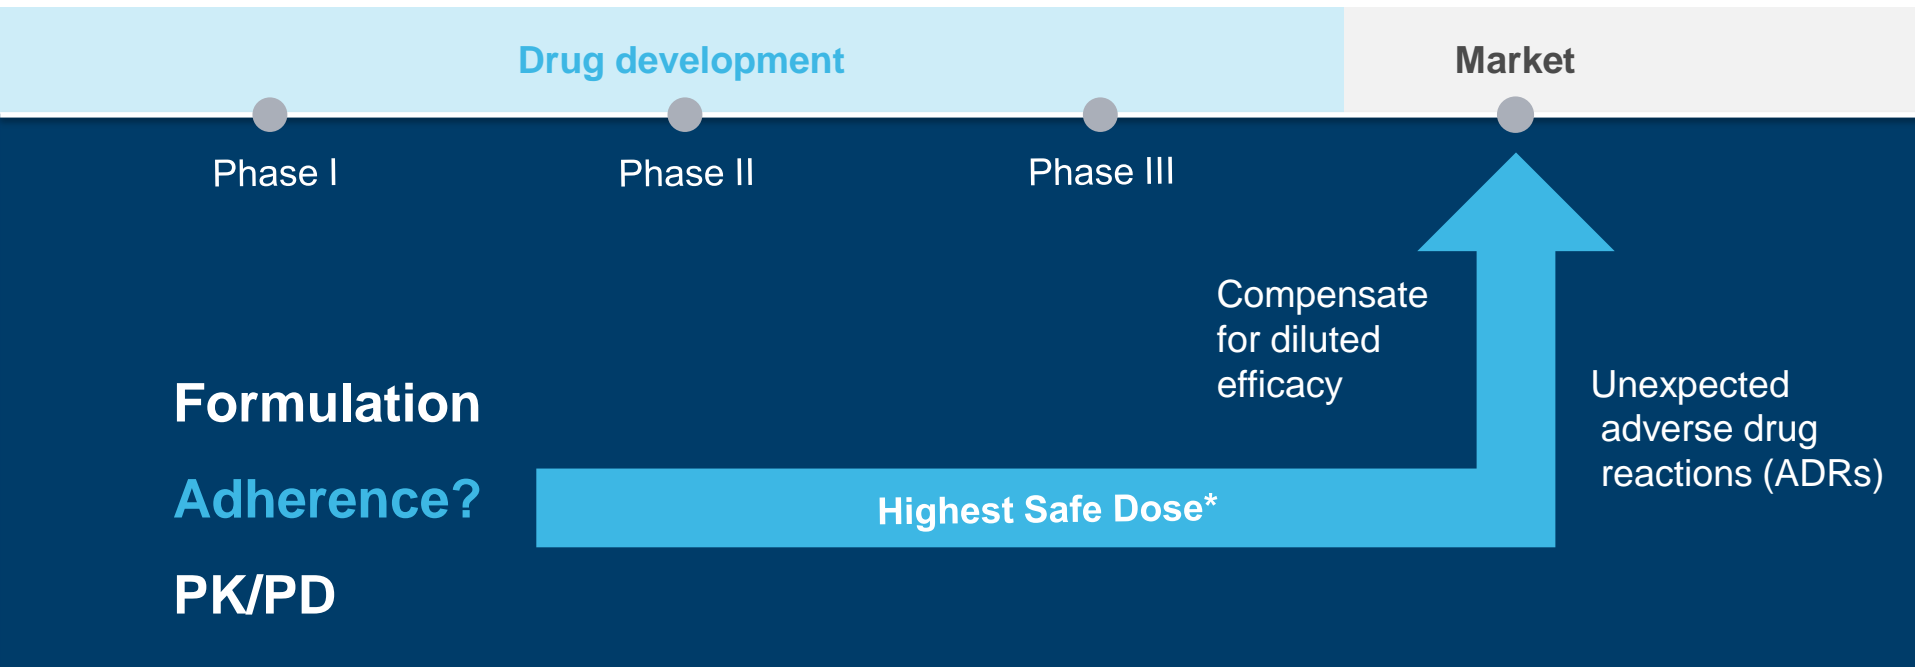 Drug development
Market
Phase I
Phase II
Phase III
Compensate
for diluted
efficacy
Unexpected
adverse drug
reactions (ADRs)
Formulation
Adherence?
Highest Safe Dose*
PK/PD